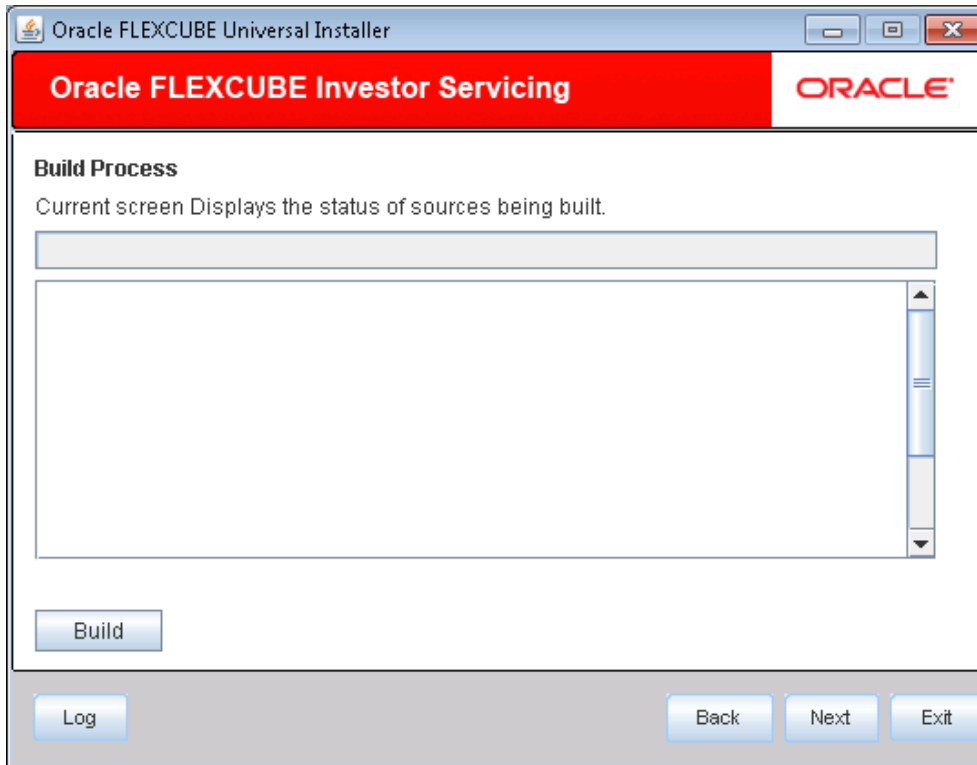 Oracle FLEXCUBE Universal Installer
Oracle FLEXCUBE Investor Servicing
ORACLE
Build Process
Current screen Displays the status of sources being built.
Build
Log
Back
Next
Exit